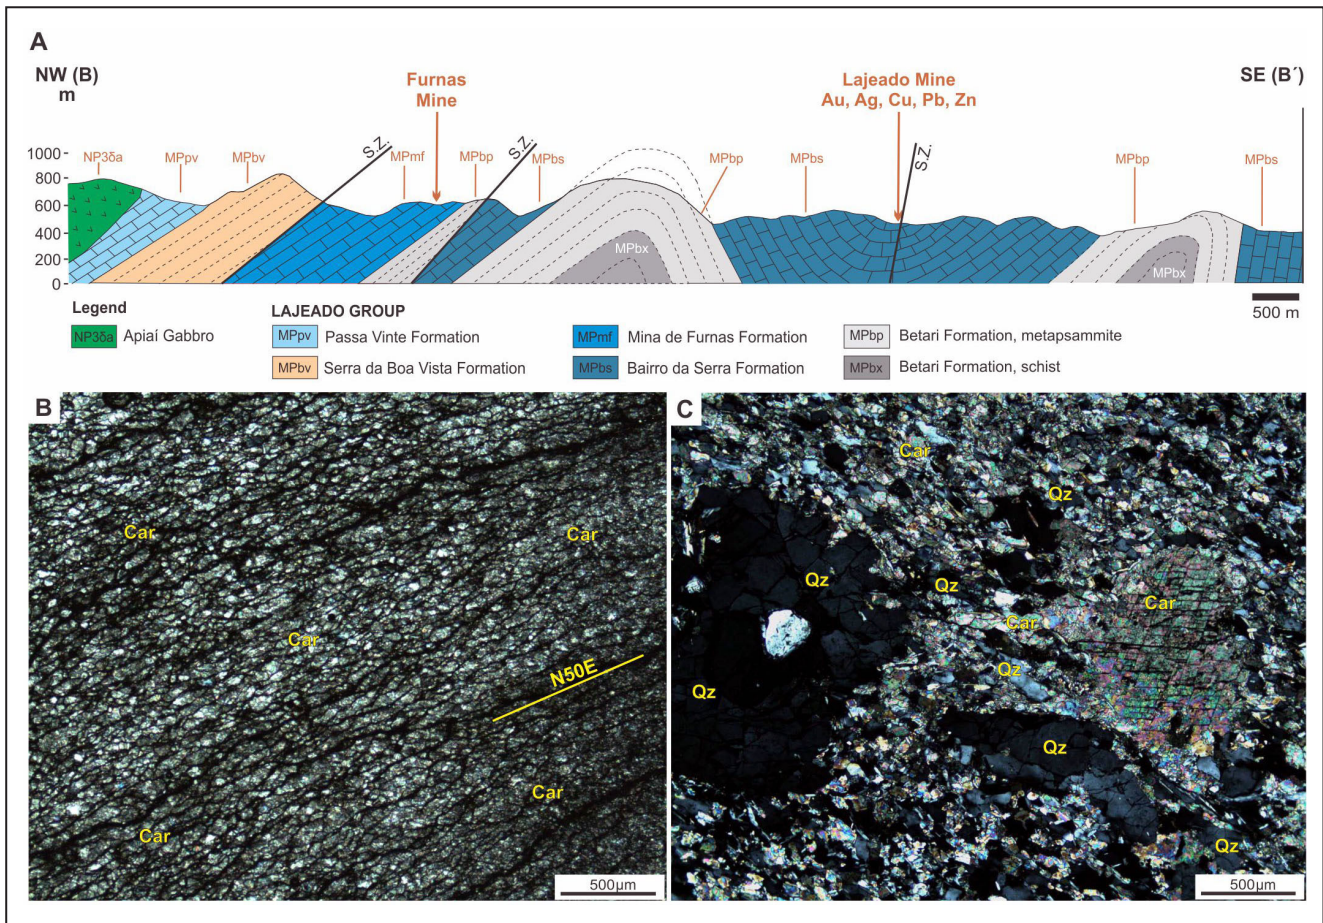 A
NW (B)
m
Furnas
Mine
Lajeado Mine
Au, Ag, Cu, Pb, Zn
SE (B´)
1000
800
600
400
200
0
NP3δa
MPpv
MPbv
S.Z.
MPmf
MPbp
S.Z.
MPbs
MPbx
MPbp
MPbs
S.Z.
MPbp
MPbx
MPbs
500 m
Legend
NP3δa Apiaí Gabbro
LAJEADO GROUP
MPpv Passa Vinte Formation
MPbv Serra da Boa Vista Formation
MPmf Mina de Furnas Formation
MPbs Bairro da Serra Formation
MPbp Betari Formation, metapsammite
MPbx Betari Formation, schist
B
Car
Car
Car
N50E
Car
Car
500µm
C
Car
Qz
Qz
Qz
Car
Car
Qz
Qz
Qz
Qz
500µm